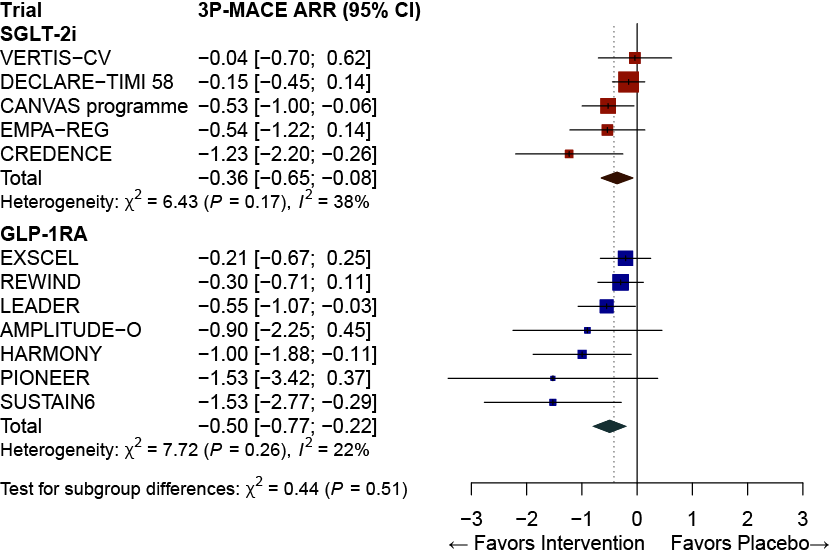 Trial 3P-MACE ARR (95% CI)
SGLT-2i
VERTIS−CV −0.04 [−0.70; 0.62]
DECLARE−TIMI 58 −0.15 [−0.45; 0.14]
CANVAS programme −0.53 [−1.00; −0.06]
EMPA−REG −0.54 [−1.22; 0.14]
CREDENCE −1.23 [−2.20; −0.26]
Total −0.36 [−0.65; −0.08]
Heterogeneity: χ² = 6.43 (P = 0.17), I² = 38%
GLP-1RA
EXSCEL −0.21 [−0.67; 0.25]
REWIND −0.30 [−0.71; 0.11]
LEADER −0.55 [−1.07; −0.03]
AMPLITUDE−O −0.90 [−2.25; 0.45]
HARMONY −1.00 [−1.88; −0.11]
PIONEER −1.53 [−3.42; 0.37]
SUSTAIN6 −1.53 [−2.77; −0.29]
Total −0.50 [−0.77; −0.22]
Heterogeneity: χ² = 7.72 (P = 0.26), I² = 22%
Test for subgroup differences: χ² = 0.44 (P = 0.51)
−3 −2 −1 0 1 2 3
← Favors Intervention Favors Placebo→